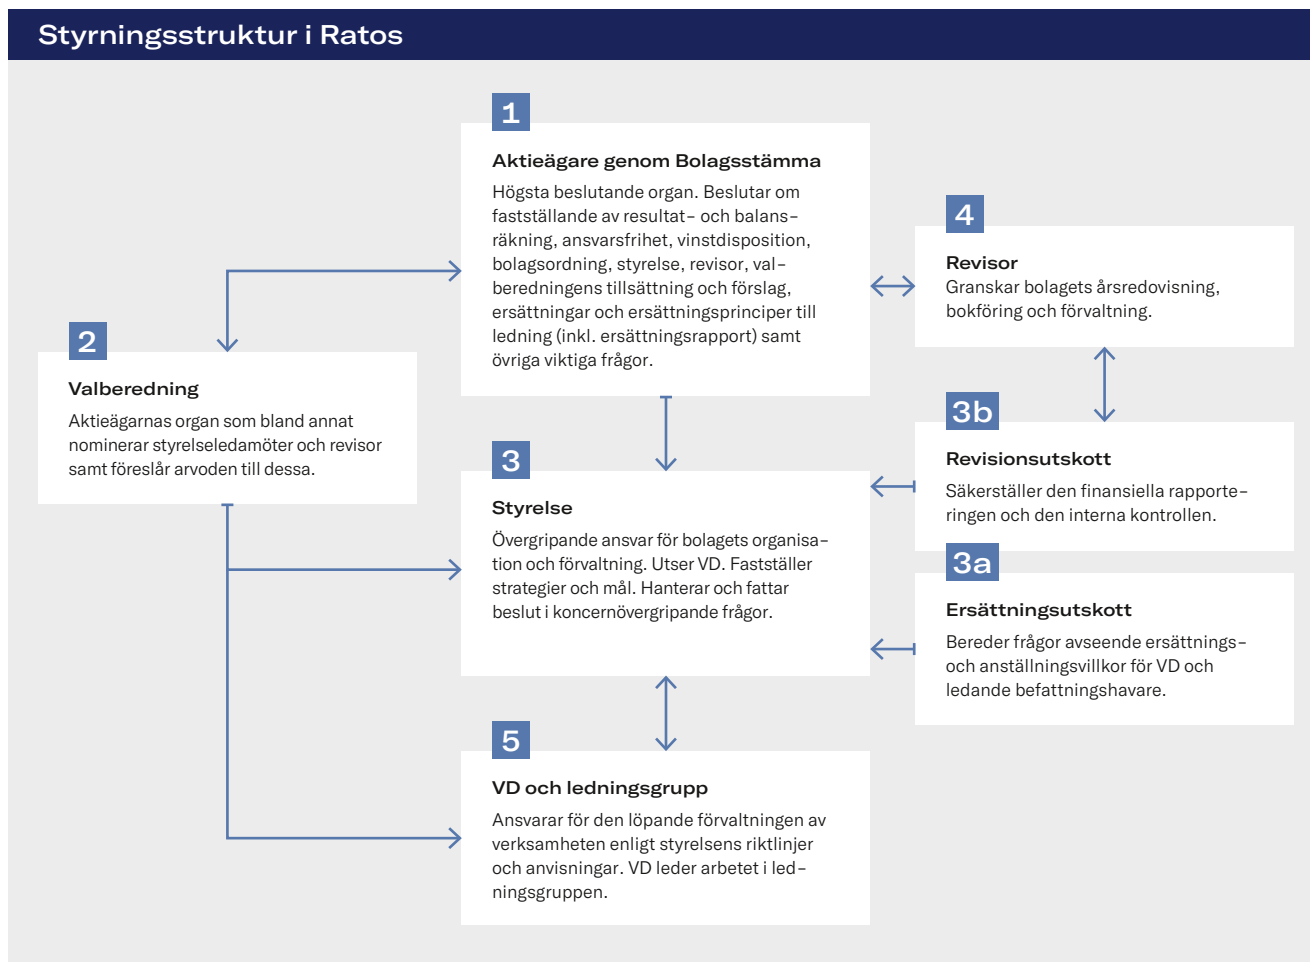 Styrningsstruktur i Ratos
1
Aktieägare genom Bolagsstämma
Högsta beslutande organ. Beslutar om
fastställande av resultat- och balans-
räkning, ansvarsfrihet, vinstdisposition,
bolagsordning, styrelse, revisor, val-
beredningens tillsättning och förslag,
ersättningar och ersättningsprinciper till
ledning (inkl. ersättningsrapport) samt
övriga viktiga frågor.
2
Valberedning
Aktieägarnas organ som bland annat
nominerar styrelseledamöter och revisor
samt föreslår arvoden till dessa.
3
Styrelse
Övergripande ansvar för bolagets organisa-
tion och förvaltning. Utser VD. Fastställer
strategier och mål. Hanterar och fattar
beslut i koncernövergripande frågor.
4
Revisor
Granskar bolagets årsredovisning,
bokföring och förvaltning.
3b
Revisionsutskott
Säkerställer den finansiella rapporte-
ringen och den interna kontrollen.
3a
Ersättningsutskott
Bereder frågor avseende ersättnings-
och anställningsvillkor för VD och
ledande befattningshavare.
5
VD och ledningsgrupp
Ansvarar för den löpande förvaltningen av
verksamheten enligt styrelsens riktlinjer
och anvisningar. VD leder arbetet i led-
ningsgruppen.